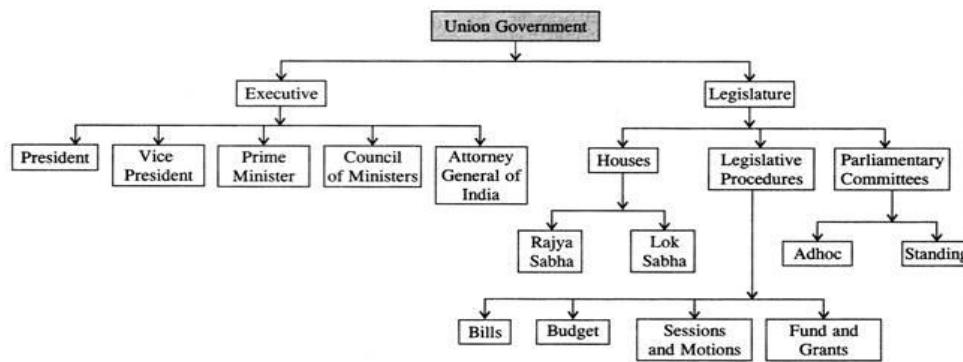 Union Government
Executive
Legislature
President
Vice
President
Prime
Minister
Council
of Ministers
Attorney
General of
India
Houses
Legislative
Procedures
Parliamentary
Committees
Rajya
Sabha
Lok
Sabha
Adhoc
Standing
Bills
Budget
Sessions
and Motions
Fund and
Grants